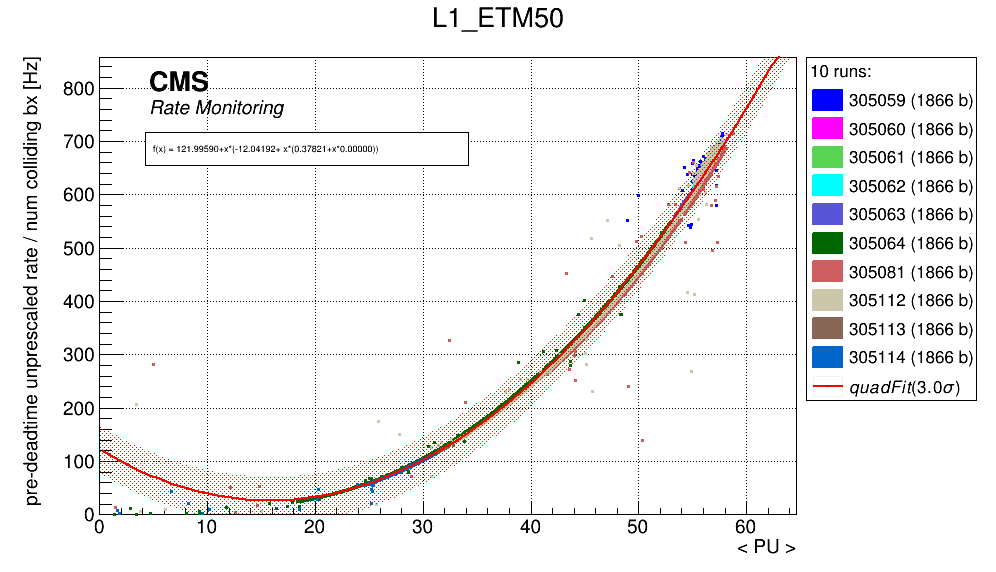 L1_ETM50
pre-deadtime unprescaled rate / num colliding bx [Hz]
CMS
Rate Monitoring
f(x) = 121.99590+x*(-12.04192+ x*(0.37821+x*0.00000))
800
700
600
500
400
300
200
100
0
0 10 20 30 40 50 60
< PU >
10 runs:
305059 (1866 b)
305060 (1866 b)
305061 (1866 b)
305062 (1866 b)
305063 (1866 b)
305064 (1866 b)
305081 (1866 b)
305112 (1866 b)
305113 (1866 b)
305114 (1866 b)
quadFit(3.0σ)